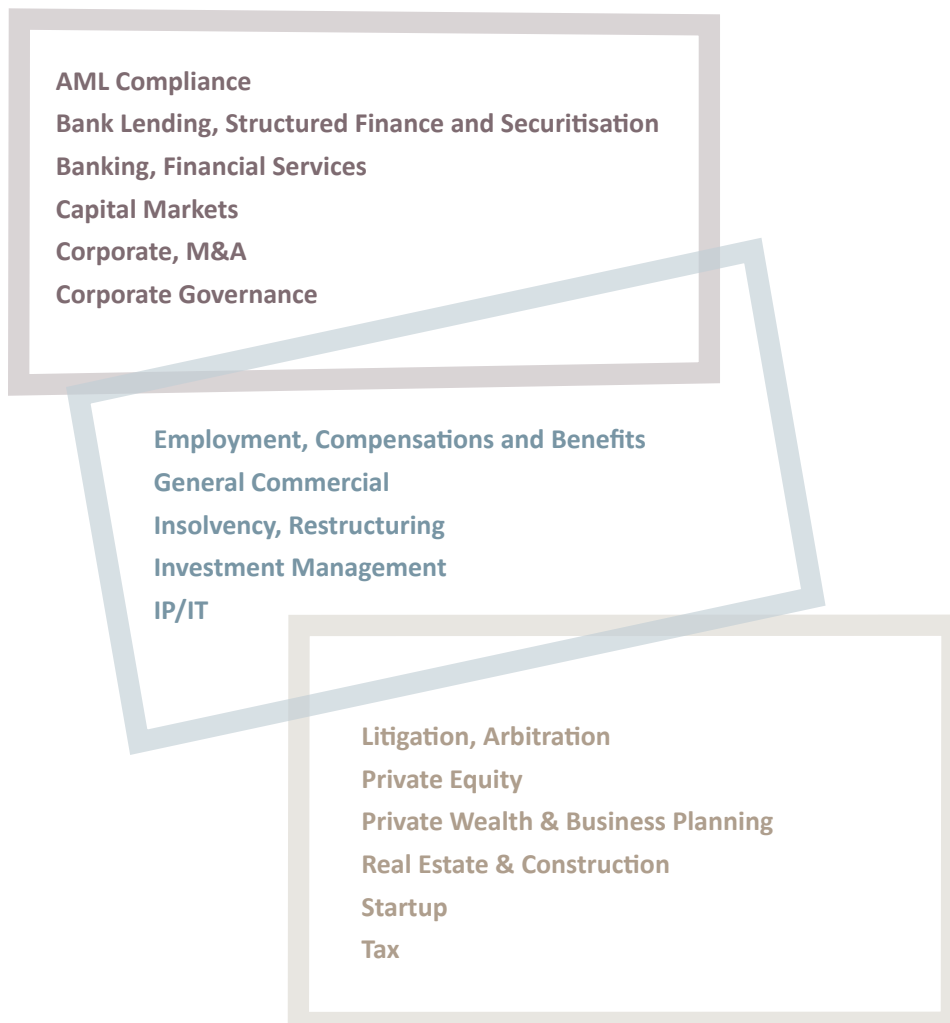 AML Compliance
Bank Lending, Structured Finance and Securitisation
Banking, Financial Services
Capital Markets
Corporate, M&A
Corporate Governance
Employment, Compensations and Benefits
General Commercial
Insolvency, Restructuring
Investment Management
IP/IT
Litigation, Arbitration
Private Equity
Private Wealth & Business Planning
Real Estate & Construction
Startup
Tax